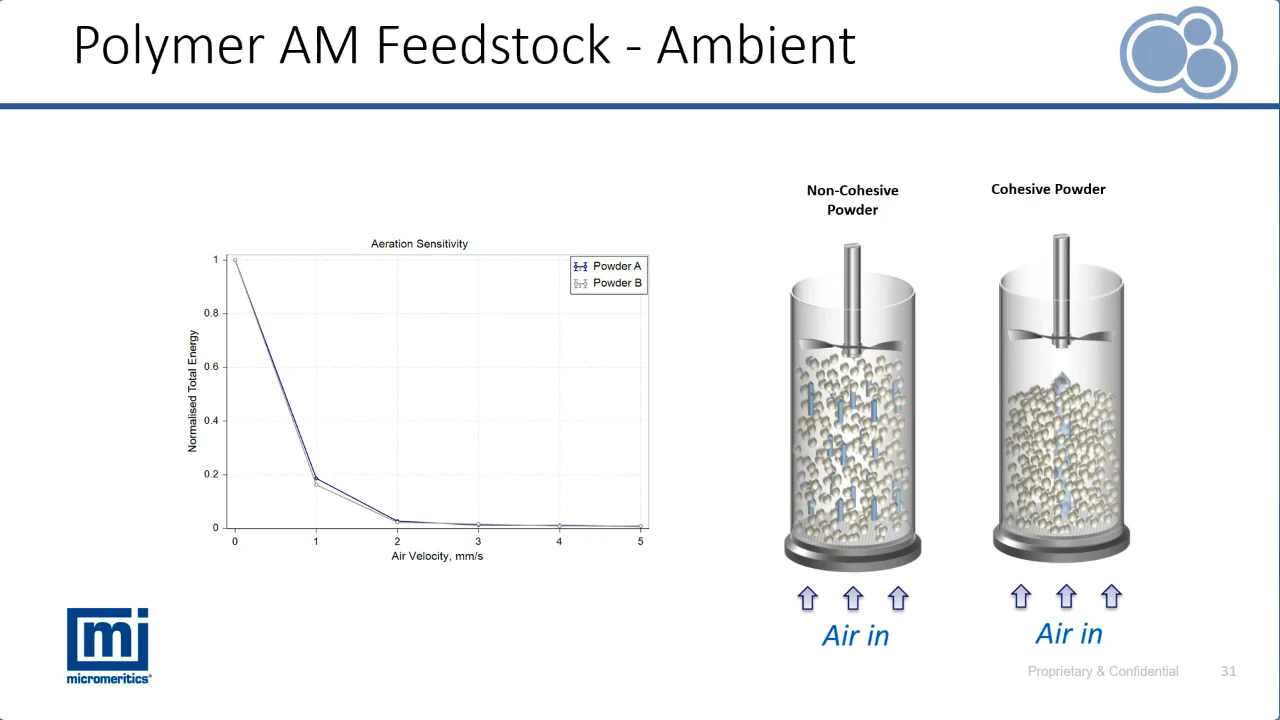 Polymer AM Feedstock - Ambient
Aeration Sensitivity
Powder A
Powder B
Normalised Total Energy
1
0.8
0.6
0.4
0.2
0
0 1 2 3 4 5
Air Velocity, mm/s
Non-Cohesive
Powder
Cohesive Powder
Air in
Air in
mi
micromeritics®
Proprietary & Confidential
31